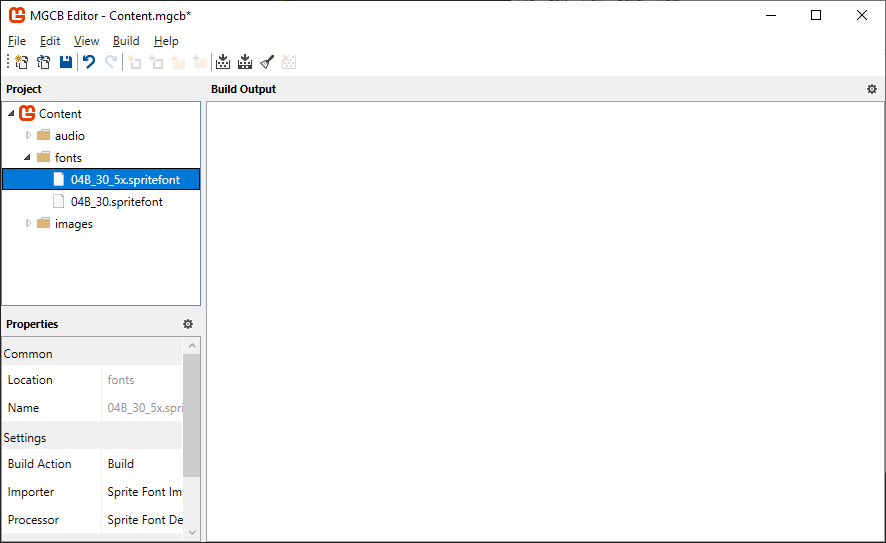 MGCB Editor - Content.mgcb*
File Edit View Build Help
Project
Build Output
Content
audio
fonts
04B_30_5x.spritefont
04B_30.spritefont
images
Properties
Common
Location fonts
Name 04B_30_5x.spri
Settings
Build Action Build
Importer Sprite Font Im
Processor Sprite Font De